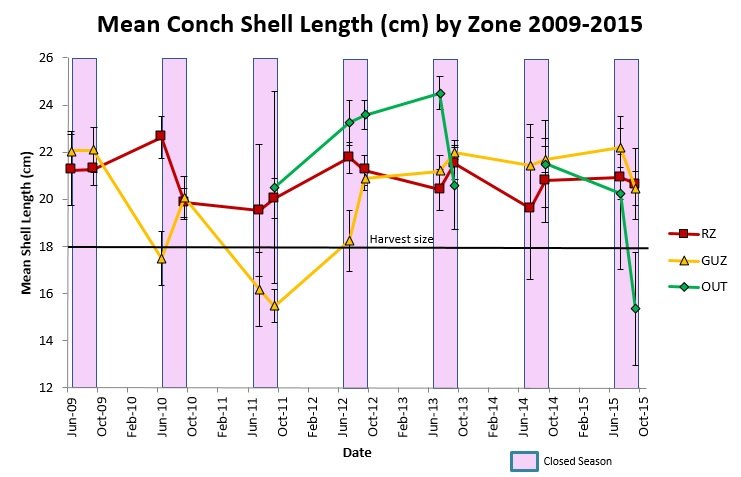 Mean Conch Shell Length (cm) by Zone 2009-2015
Mean Shell Length (cm)
26
24
22
20
18
16
14
12
Harvest size
RZ
GUZ
OUT
Jun-09
Oct-09
Feb-10
Jun-10
Oct-10
Feb-11
Jun-11
Oct-11
Feb-12
Jun-12
Oct-12
Feb-13
Jun-13
Oct-13
Feb-14
Jun-14
Oct-14
Feb-15
Jun-15
Oct-15
Date
Closed Season